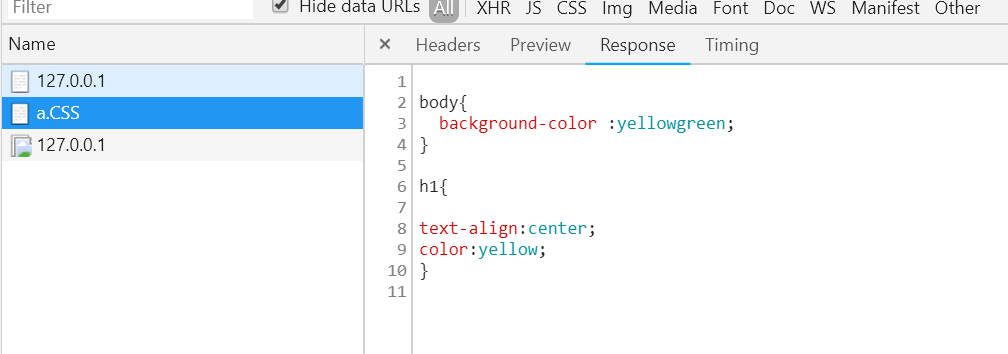 Filter Hide data URLs All XHR JS CSS Img Media Font Doc WS Manifest Other
Name
127.0.0.1
a.CSS
127.0.0.1
× Headers Preview Response Timing
1
2 body{
3   background-color :yellowgreen;
4 }
5
6 h1{
7
8 text-align:center;
9 color:yellow;
10 }
11